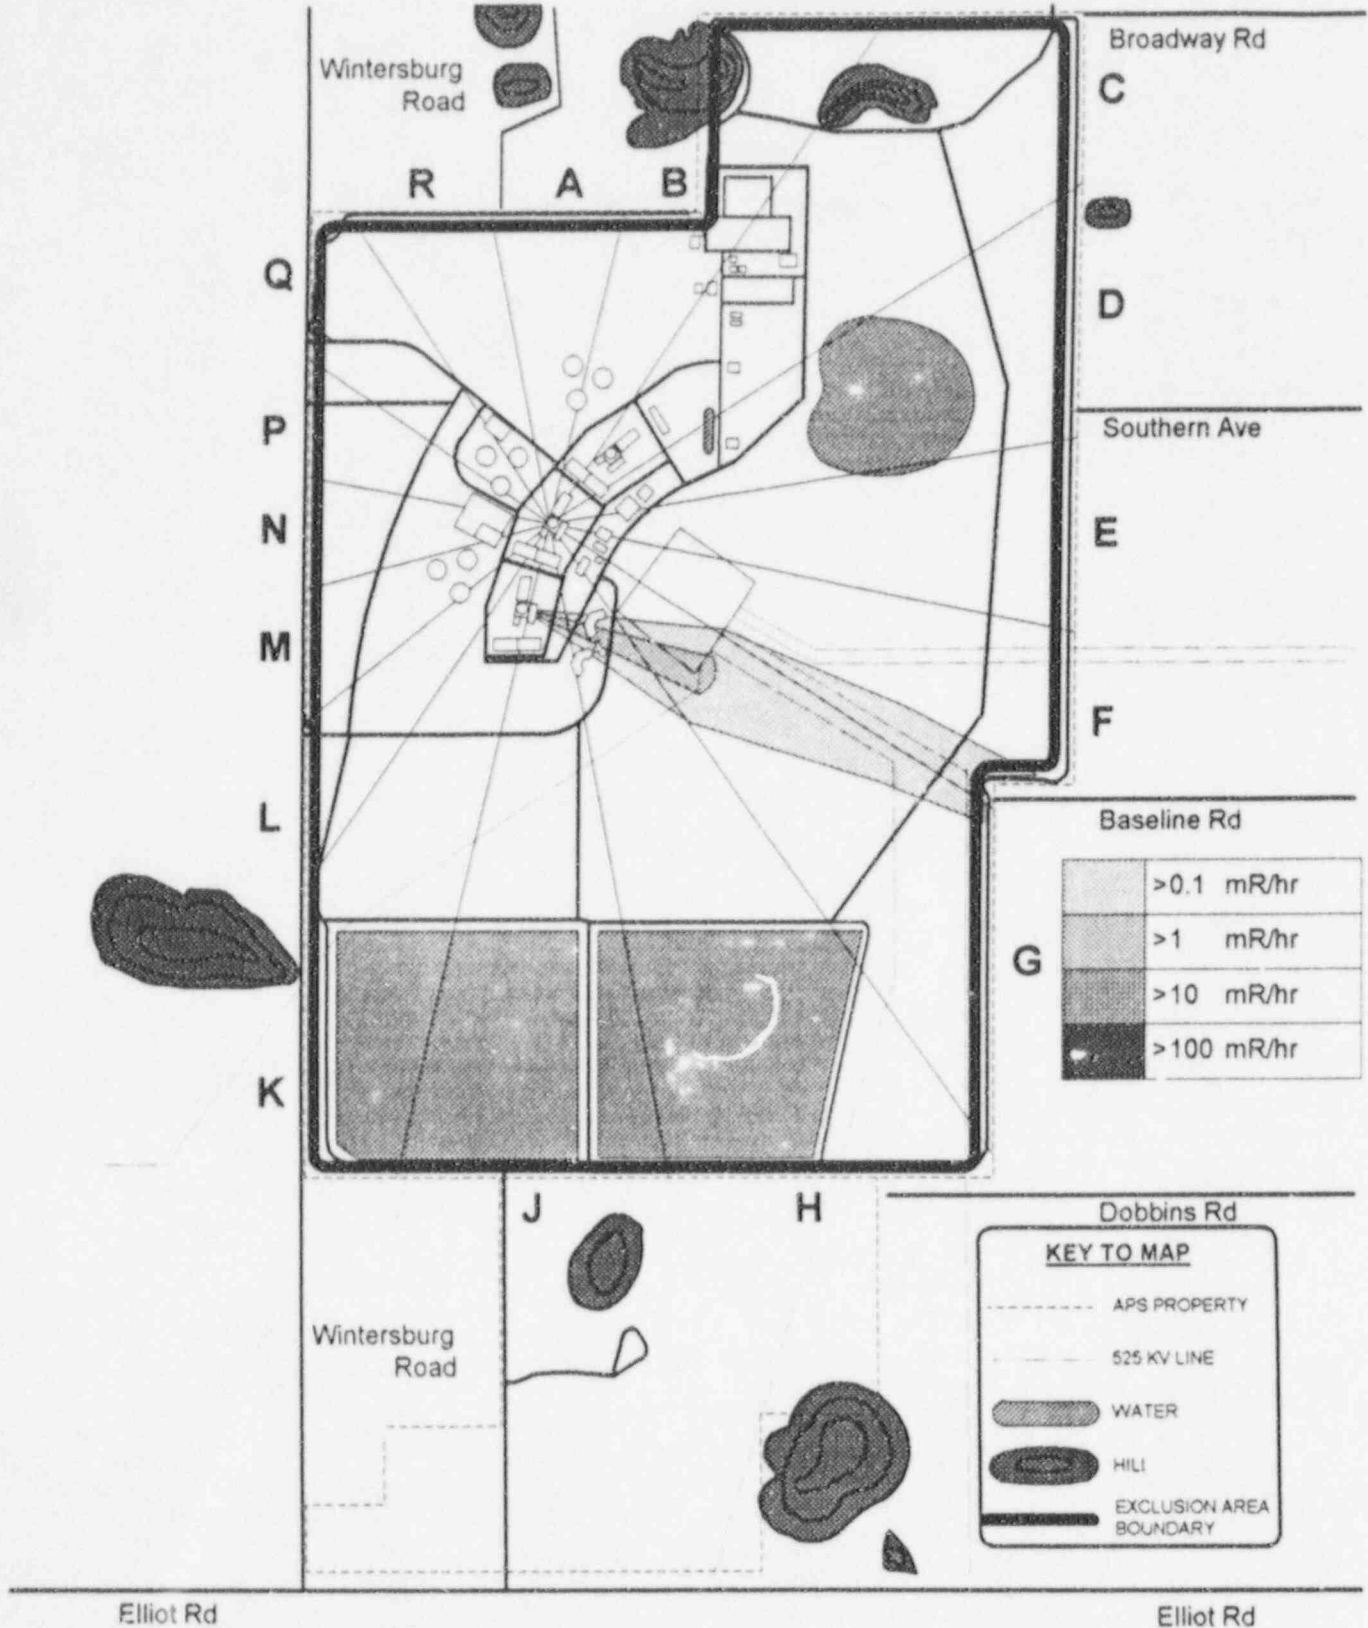 Broadway Rd
Wintersburg
Road
C
R
A
B
Q
D
P
Southern Ave
N
E
M
F
L
Baseline Rd
>0.1 mR/hr
>1 mR/hr
G
>10 mR/hr
>100 mR/hr
K
J
H
Dobbins Rd
KEY TO MAP
APS PROPERTY
Wintersburg
Road
525 KV LINE
WATER
HILL
EXCLUSION AREA
BOUNDARY
Elliot Rd
Elliot Rd